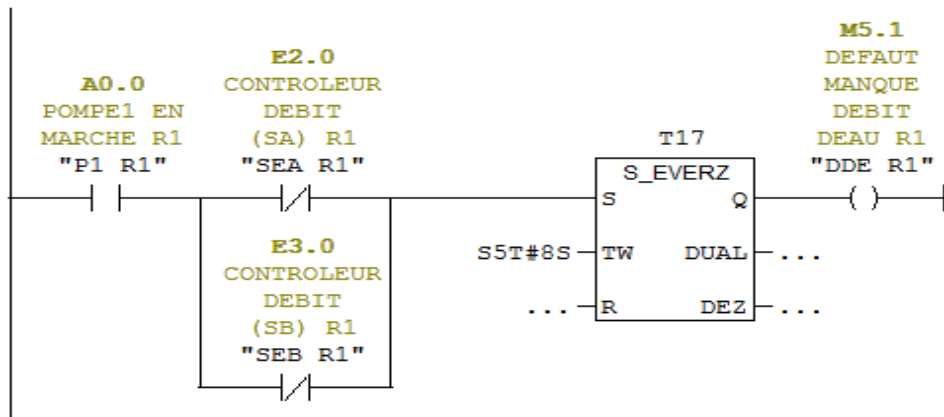 A0.0
POMPE1 EN
MARCHE R1
"P1 R1"
E2.0
CONTROLEUR
DEBIT
(SA) R1
"SEA R1"
E3.0
CONTROLEUR
DEBIT
(SB) R1
"SEB R1"
T17
S_EVERZ
S Q
S5T#8S TW DUAL ...
... R DEZ ...
M5.1
DEFAUT
MANQUE
DEBIT
DEAU R1
"DDE R1"